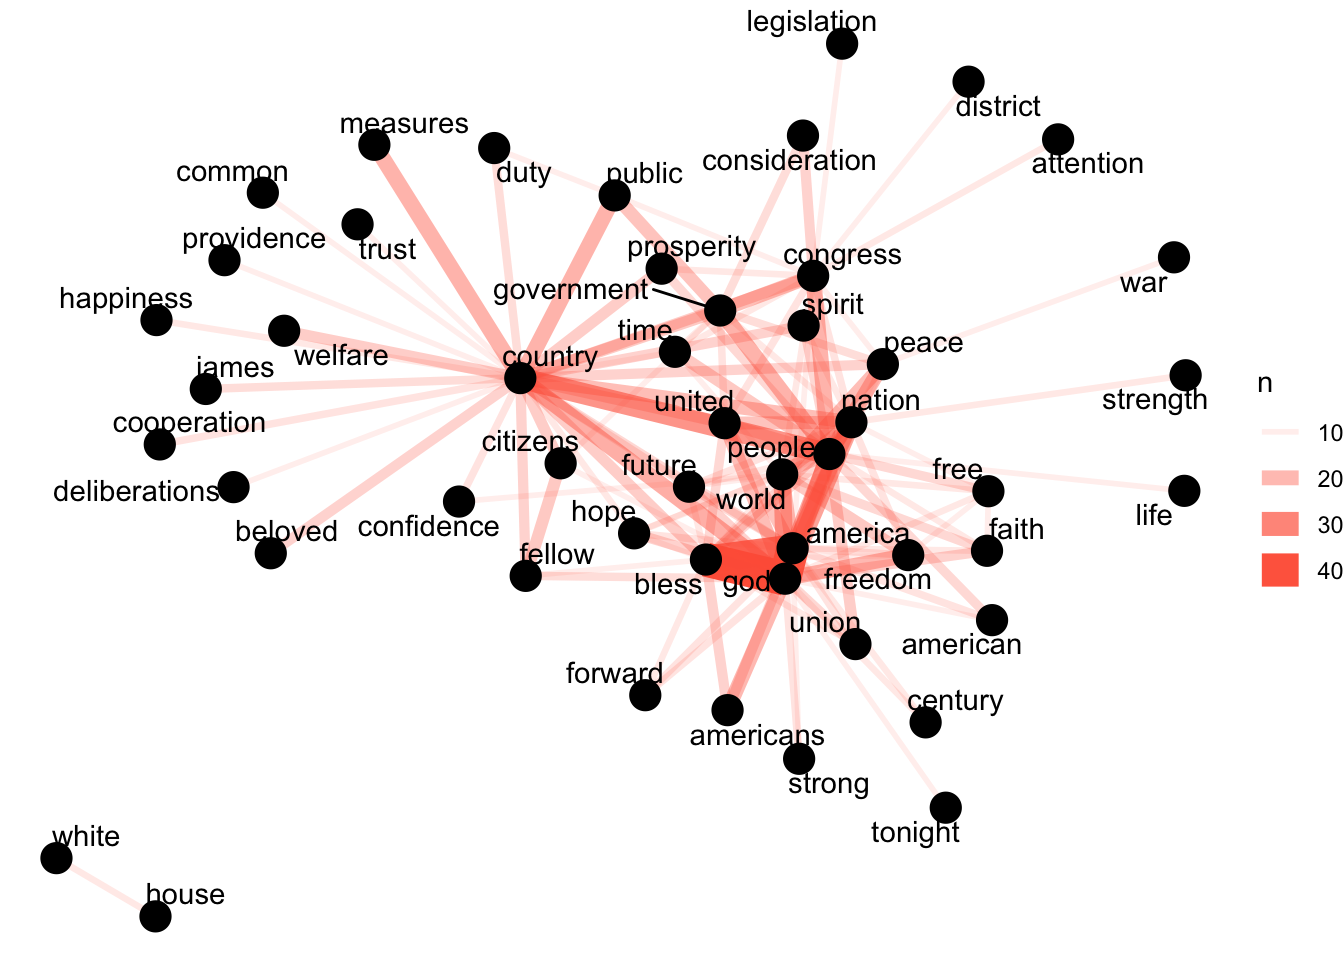 legislation
district
measures
duty
consideration
attention
common
public
providence
trust
prosperity
congress
happiness
government
spirit
war
welfare
time
james
country
peace
cooperation
united
nation
strength
citizens
people
deliberations
future
world
free
life
beloved
confidence
hope
america
faith
fellow
bless
god
freedom
union
american
forward
century
americans
strong
tonight
white
house
n
10
20
30
40